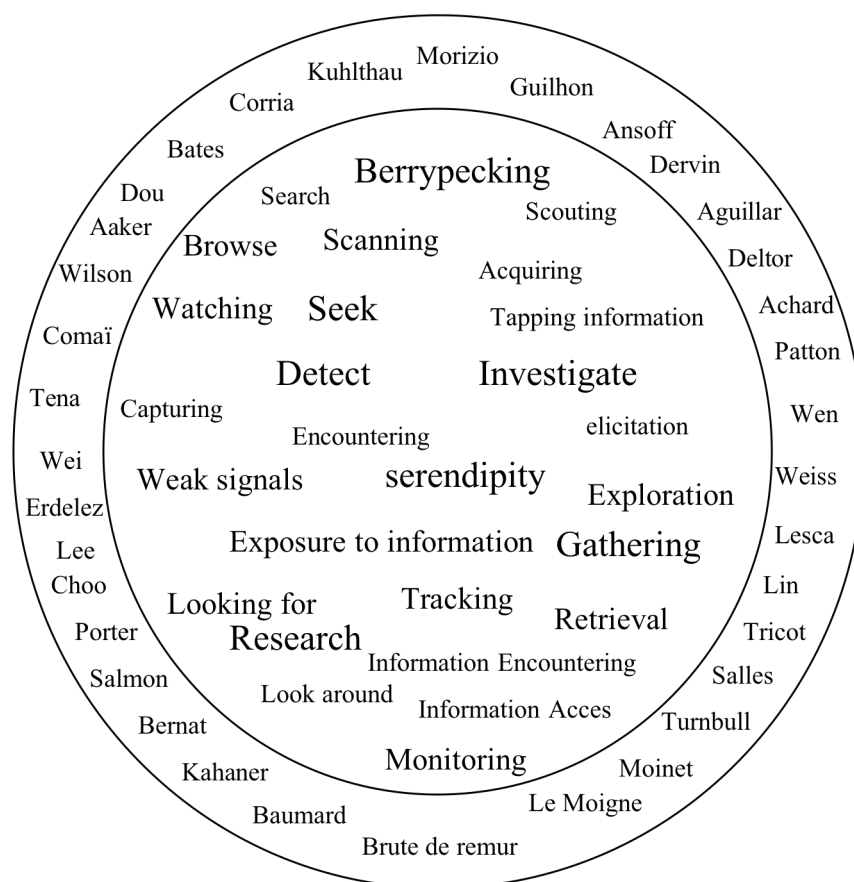 Morizio
Kuhlthau
Guilhon
Corria
Ansoff
Bates
Dervin
Berrypecking
Dou
Search
Scouting
Aguillar
Aaker
Browse
Scanning
Deltor
Wilson
Acquiring
Watching
Seek
Tapping information
Achard
Comaï
Patton
Detect
Investigate
Tena
Capturing
Wen
Encountering
elicitation
Wei
Weak signals
serendipity
Weiss
Exploration
Erdelez
Lesca
Exposure to information
Gathering
Lee
Choo
Lin
Looking for
Tracking
Retrieval
Porter
Research
Tricot
Information Encountering
Salmon
Salles
Look around
Information Acces
Bernat
Turnbull
Monitoring
Kahaner
Moinet
Le Moigne
Baumard
Brute de remur